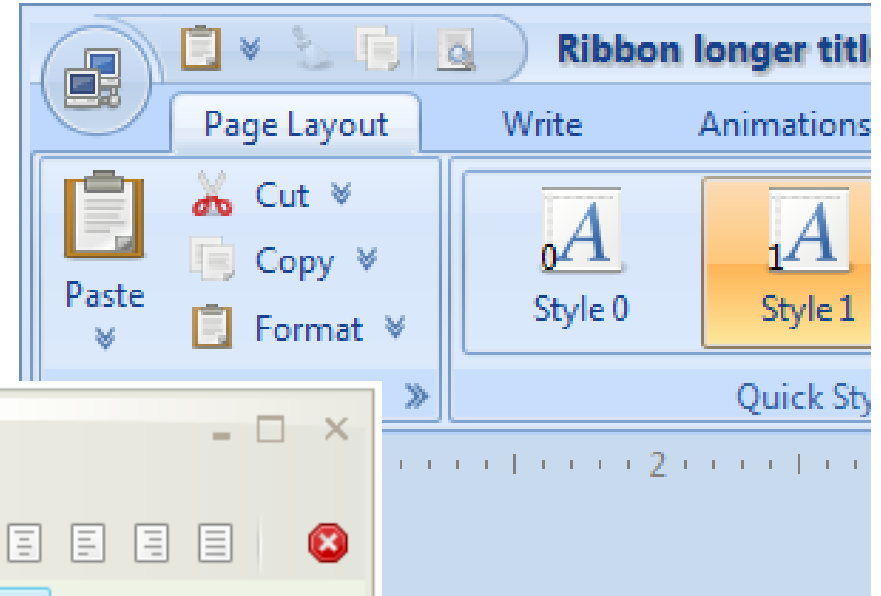 Ribbon longer titl
Page Layout Write Animations
Cut
Copy
Paste
Format
0 A
Style 0
1 A
Style 1
Quick Sty
2